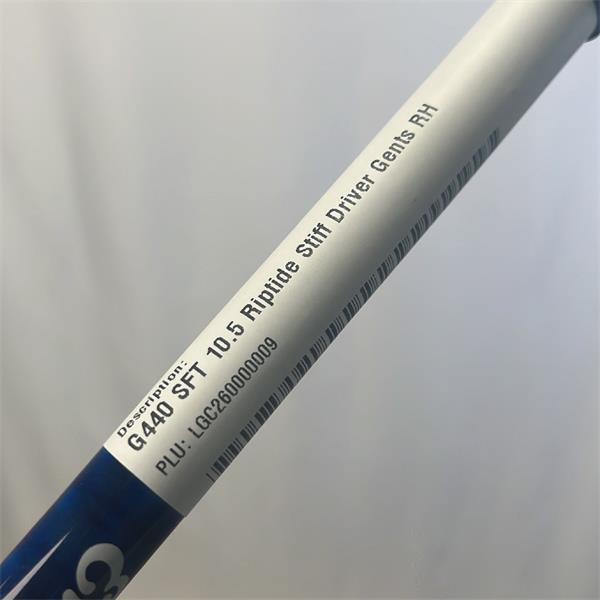 Description:
G440 SFT 10.5 Riptide Stiff Driver Gents RH
PLU: LGC260000009